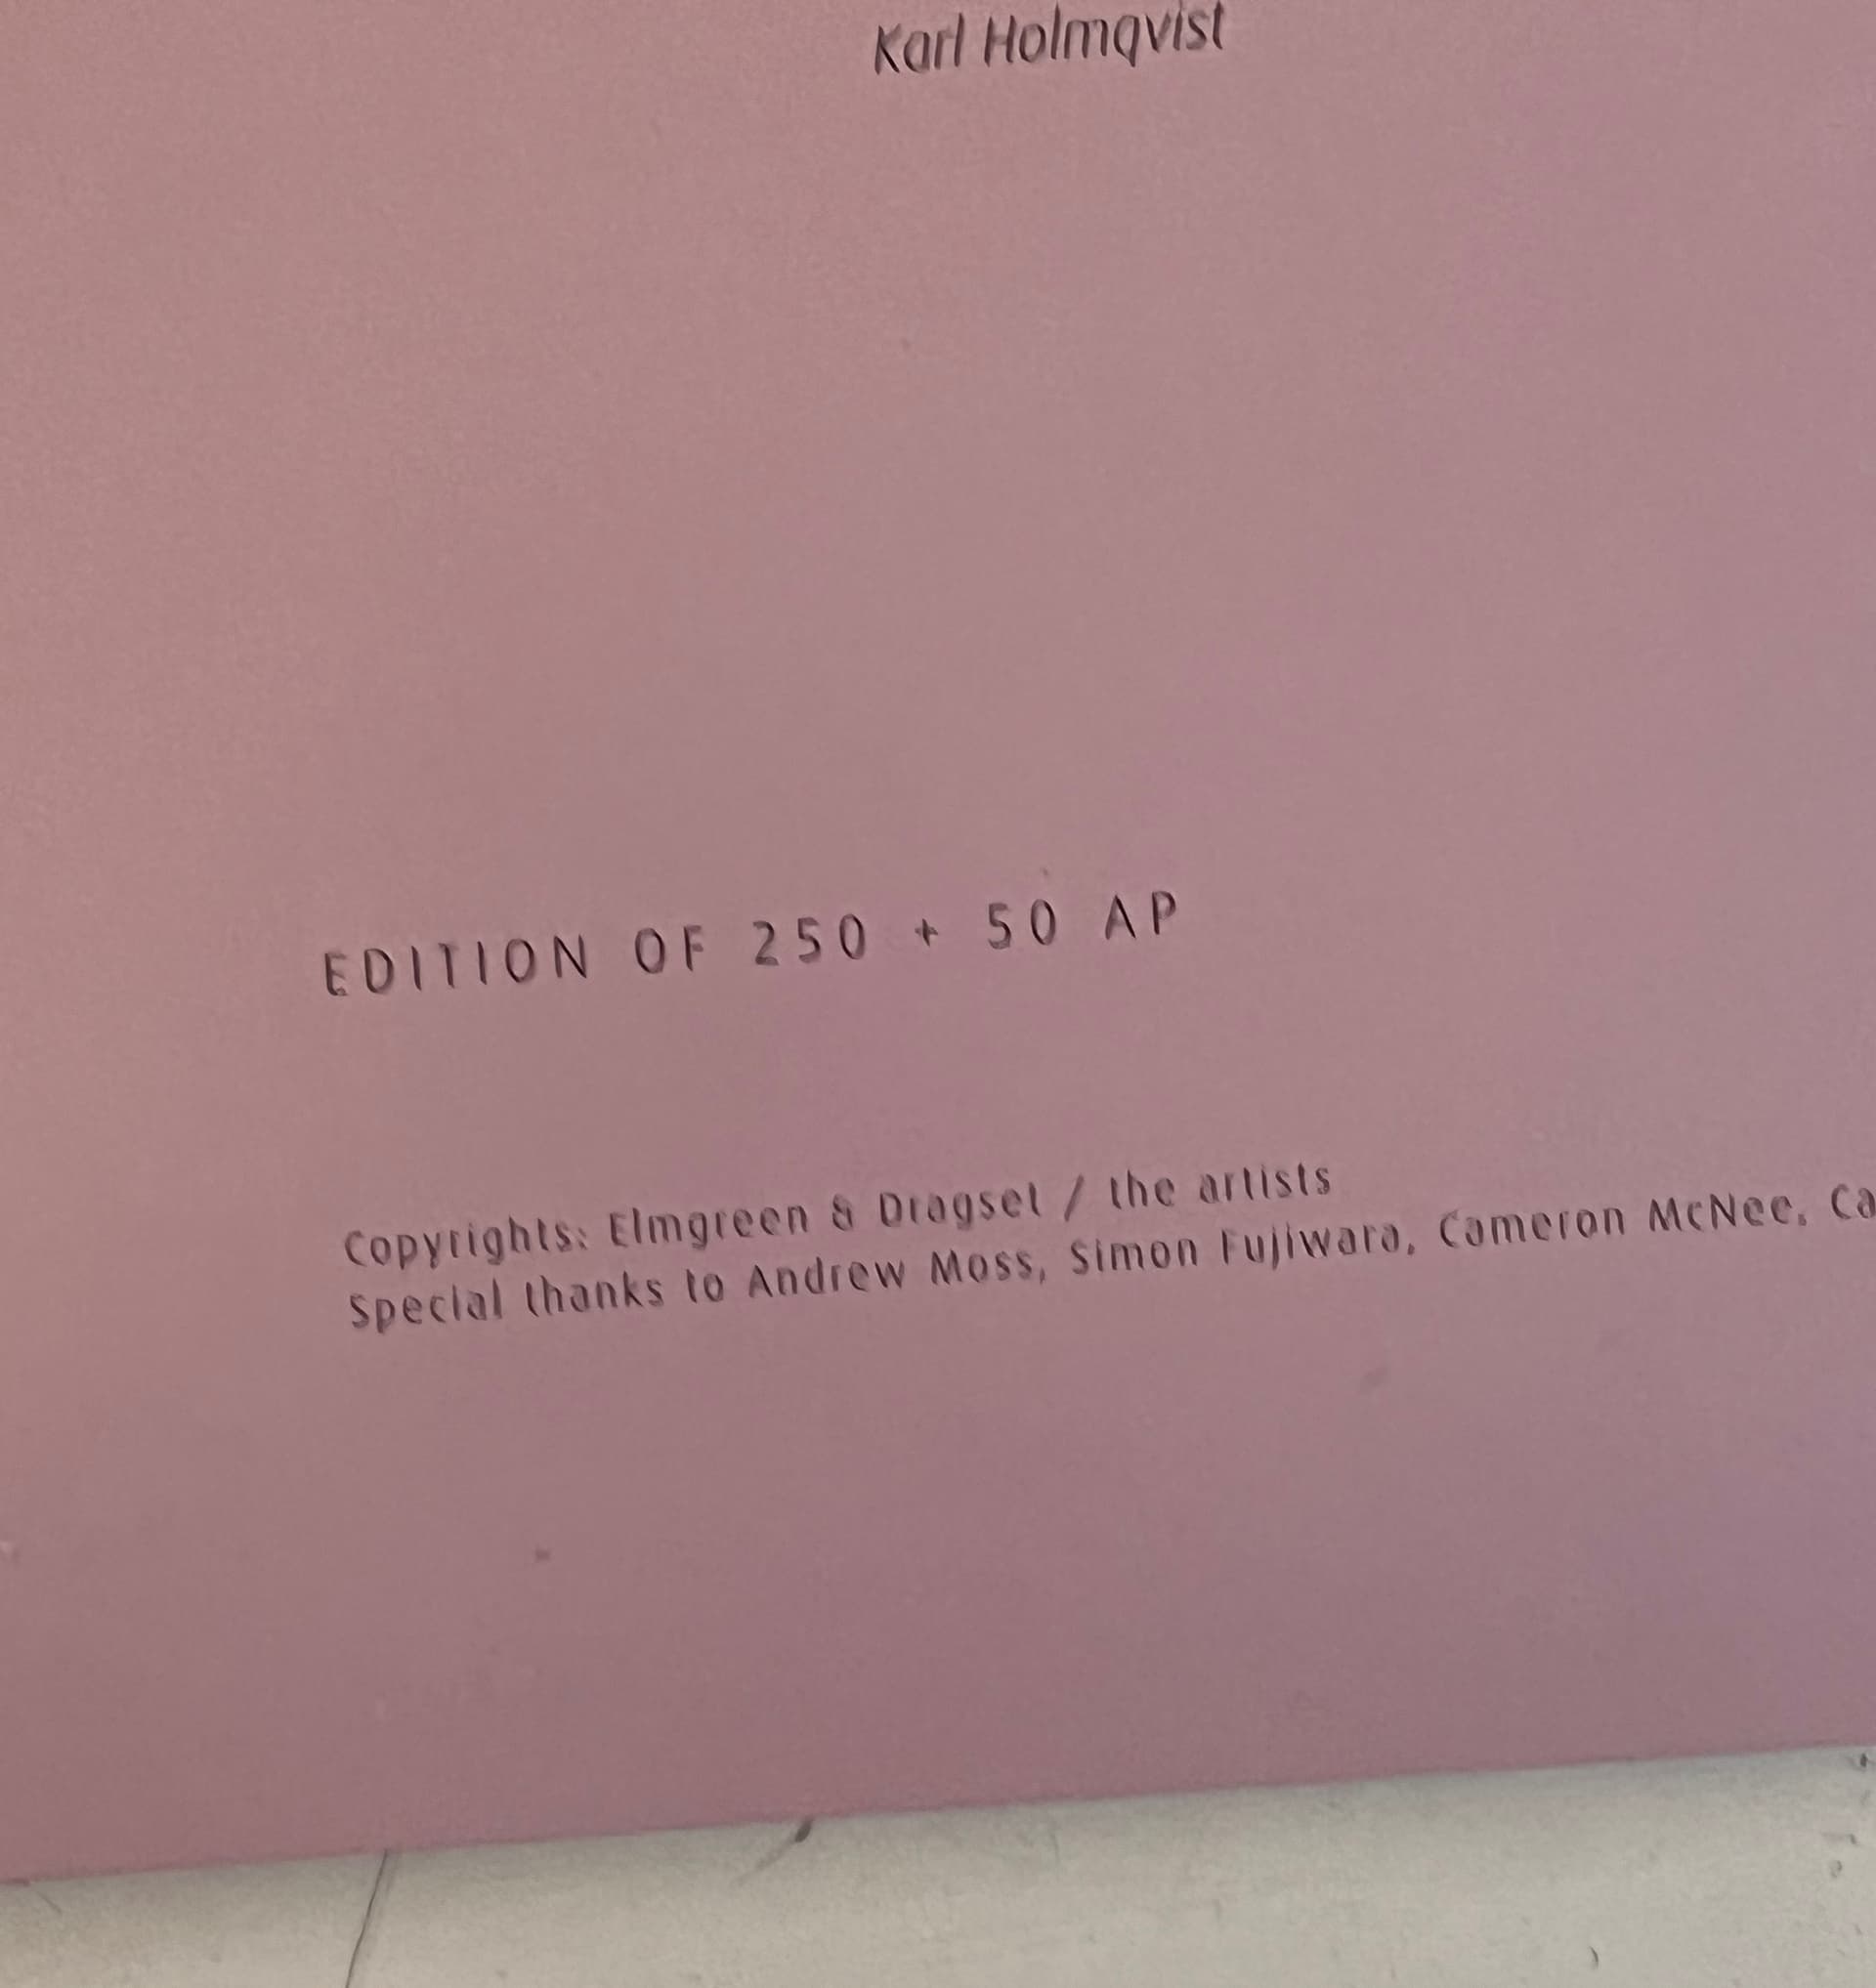 Karl Holmqvist
EDITION OF 250 + 50 AP
Copyrights: Elmgreen & Dragset / the artists
Special thanks to Andrew Moss, Simon Fujiwara, Cameron McNee, Ca